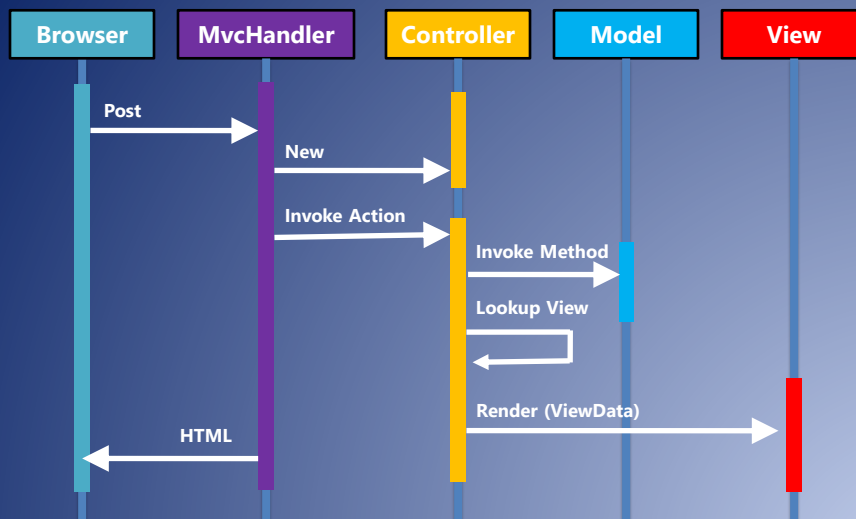 Browser
MvcHandler
Controller
Model
View
Post
New
Invoke Action
Invoke Method
Lookup View
Render (ViewData)
HTML